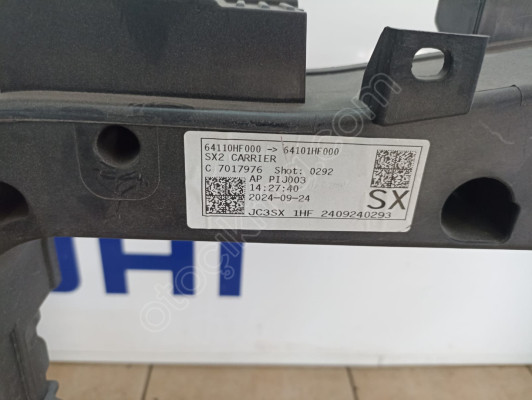 64110HF000 -> 64101HF000
SX2 CARRIER
C 7017976 Shot: 0292
AP PIJ003
14:27:40
2024-09-24
SX
JC3SX 1HF 2409240293